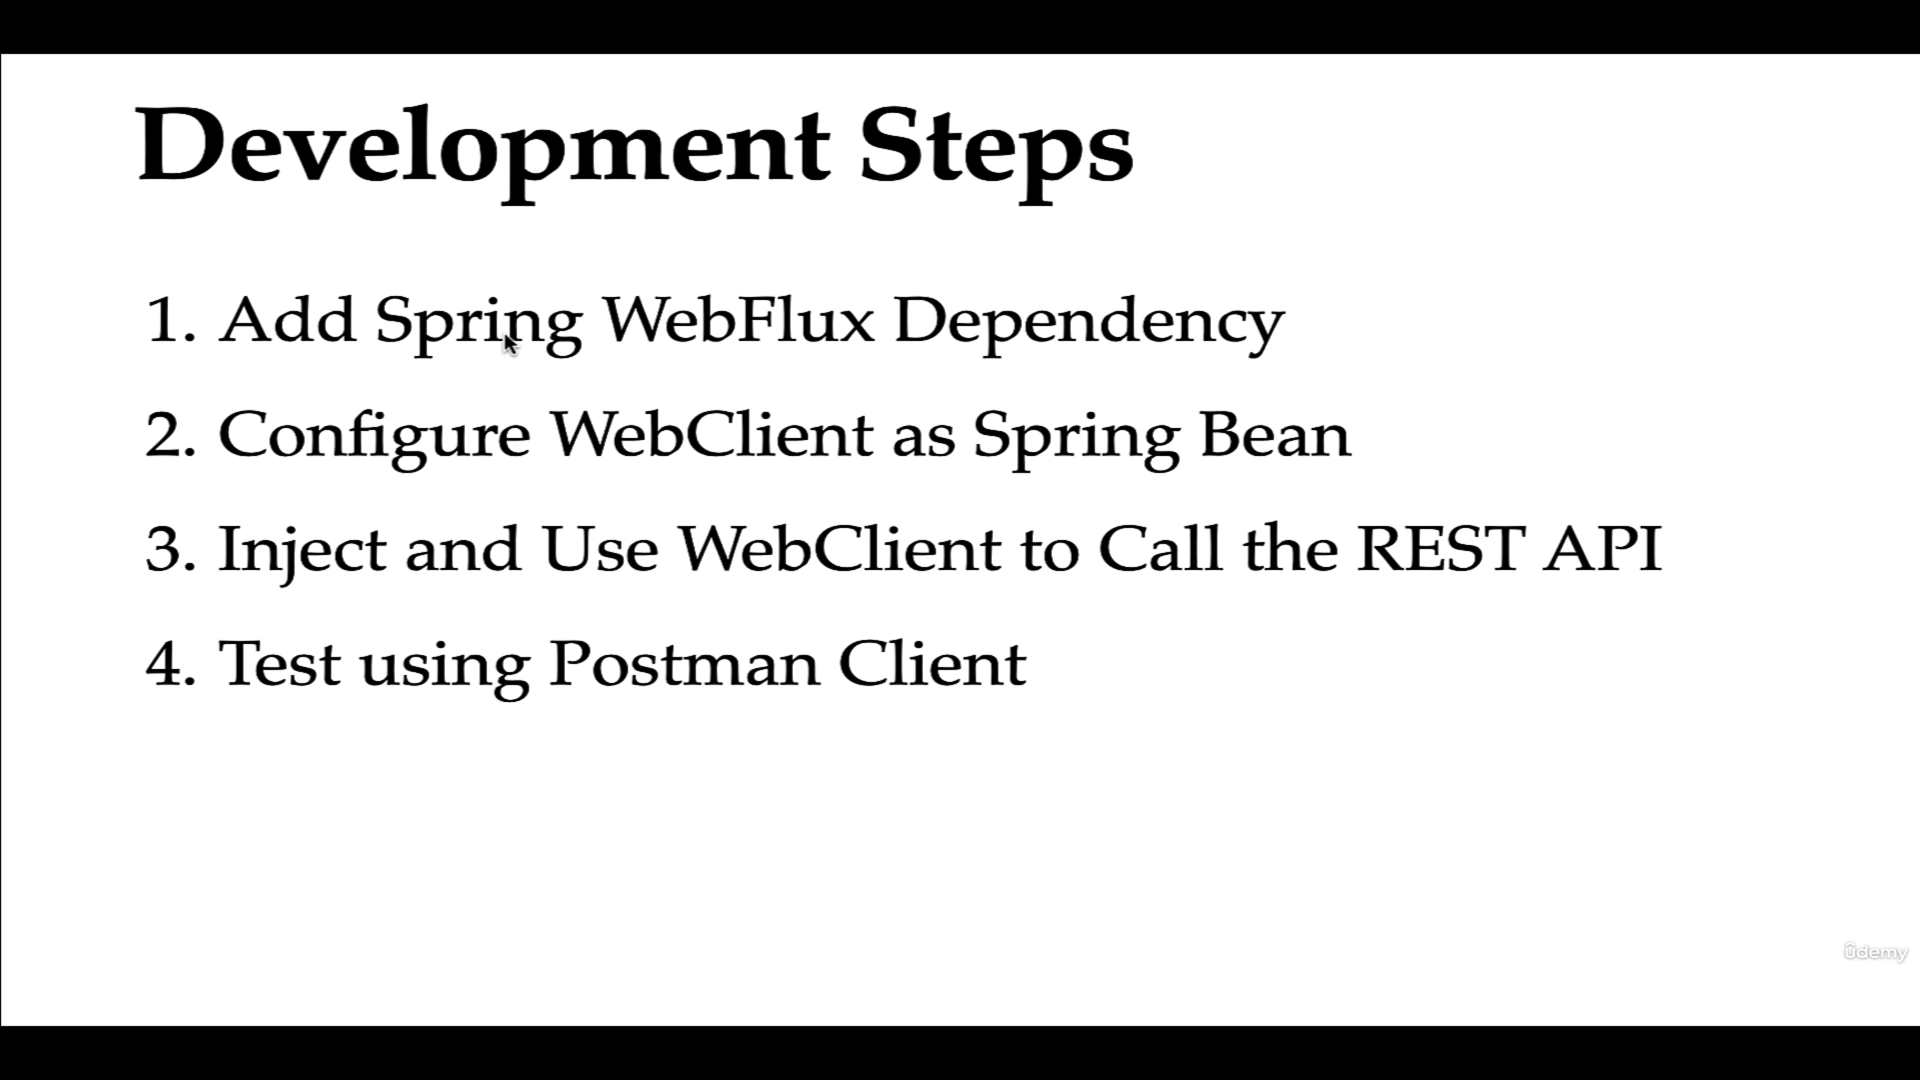 Development Steps
1. Add Spring WebFlux Dependency
2. Configure WebClient as Spring Bean
3. Inject and Use WebClient to Call the REST API
4. Test using Postman Client
ûdemy